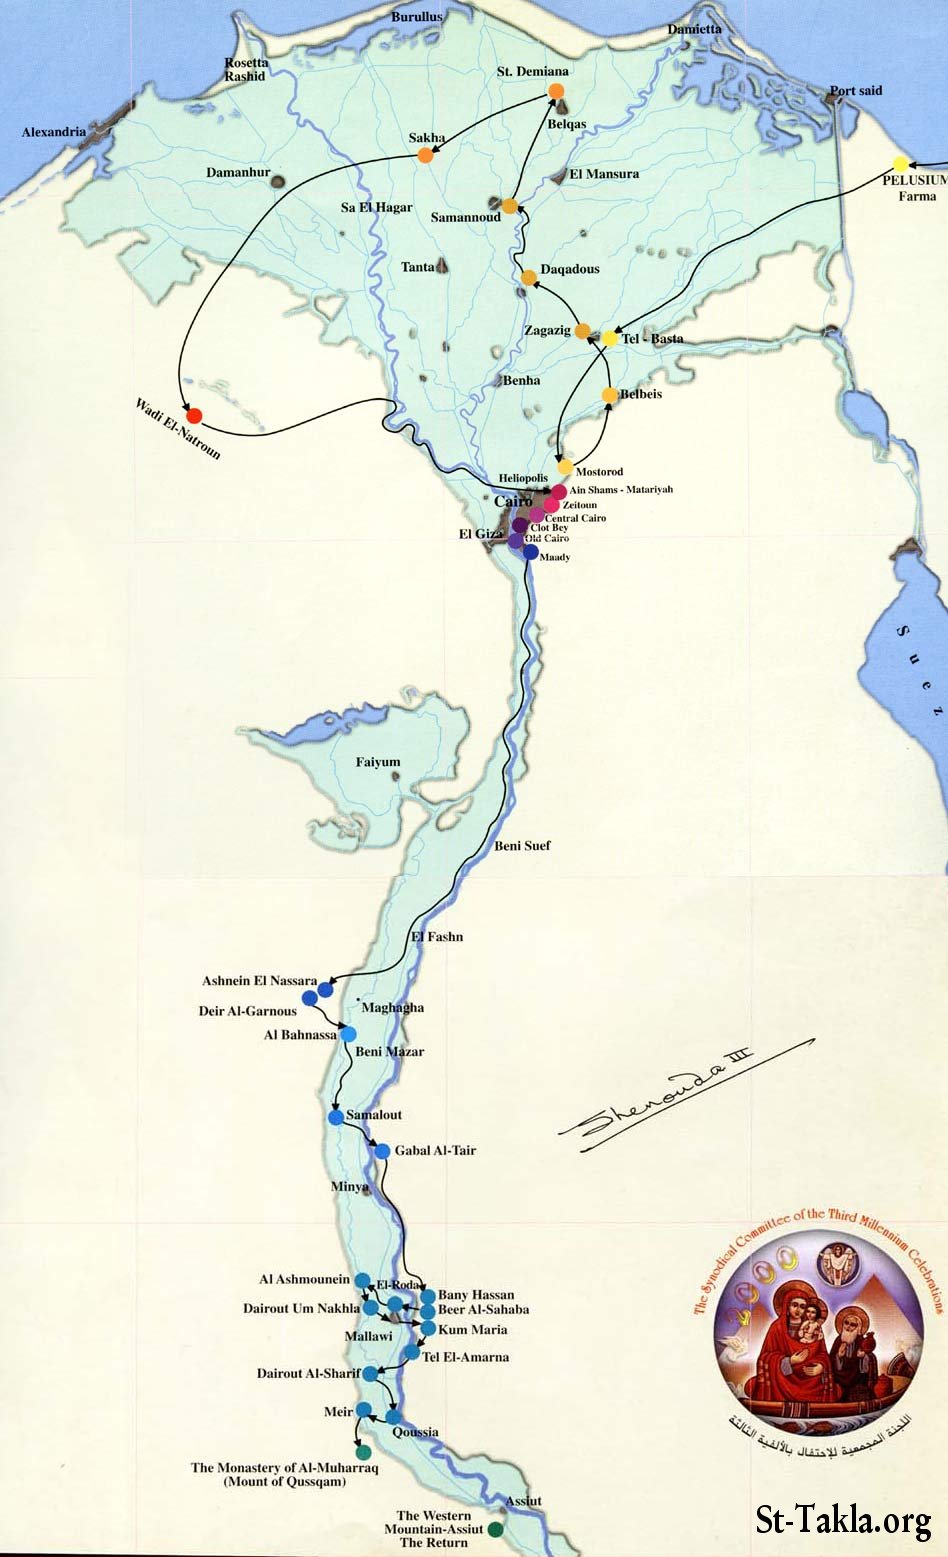 Burullus
Damietta
Rosetta
Rashid
St. Demiana
Port said
Alexandria
Belqas
Sakha
PELUSIUM
Farma
Damanhur
El Mansura
Sa El Hagar
Samannoud
Tanta
Daqadous
Zagazig
Tel - Basta
Benha
Belbeis
Wadi El-Natroun
Mostorod
Heliopolis
Ain Shams - Matariyah
Cairo
Zeitoun
Central Cairo
Clot Bey
El Giza
Old Cairo
Maady
Suez
Faiyum
Beni Suef
El Fashn
Ashnein El Nassara
Deir Al-Garnous
Maghagha
Al Bahnassa
Beni Mazar
Shenouda III
Samalout
Gabal Al-Tair
Minya
Al Ashmounein
El-Roda
Bany Hassan
Dairout Um Nakhla
Beer Al-Sahaba
Mallawi
Kum Maria
Tel El-Amarna
Dairout Al-Sharif
Meir
Qoussia
The Monastery of Al-Muharraq
(Mount of Qussqam)
Assiut
The Western
Mountain-Assiut
The Return
The Synodical Committee of the Third Millennium Celebrations
2000
اللجنة المجمعية للإحتفال بالألفية الثالثة
St-Takla.org